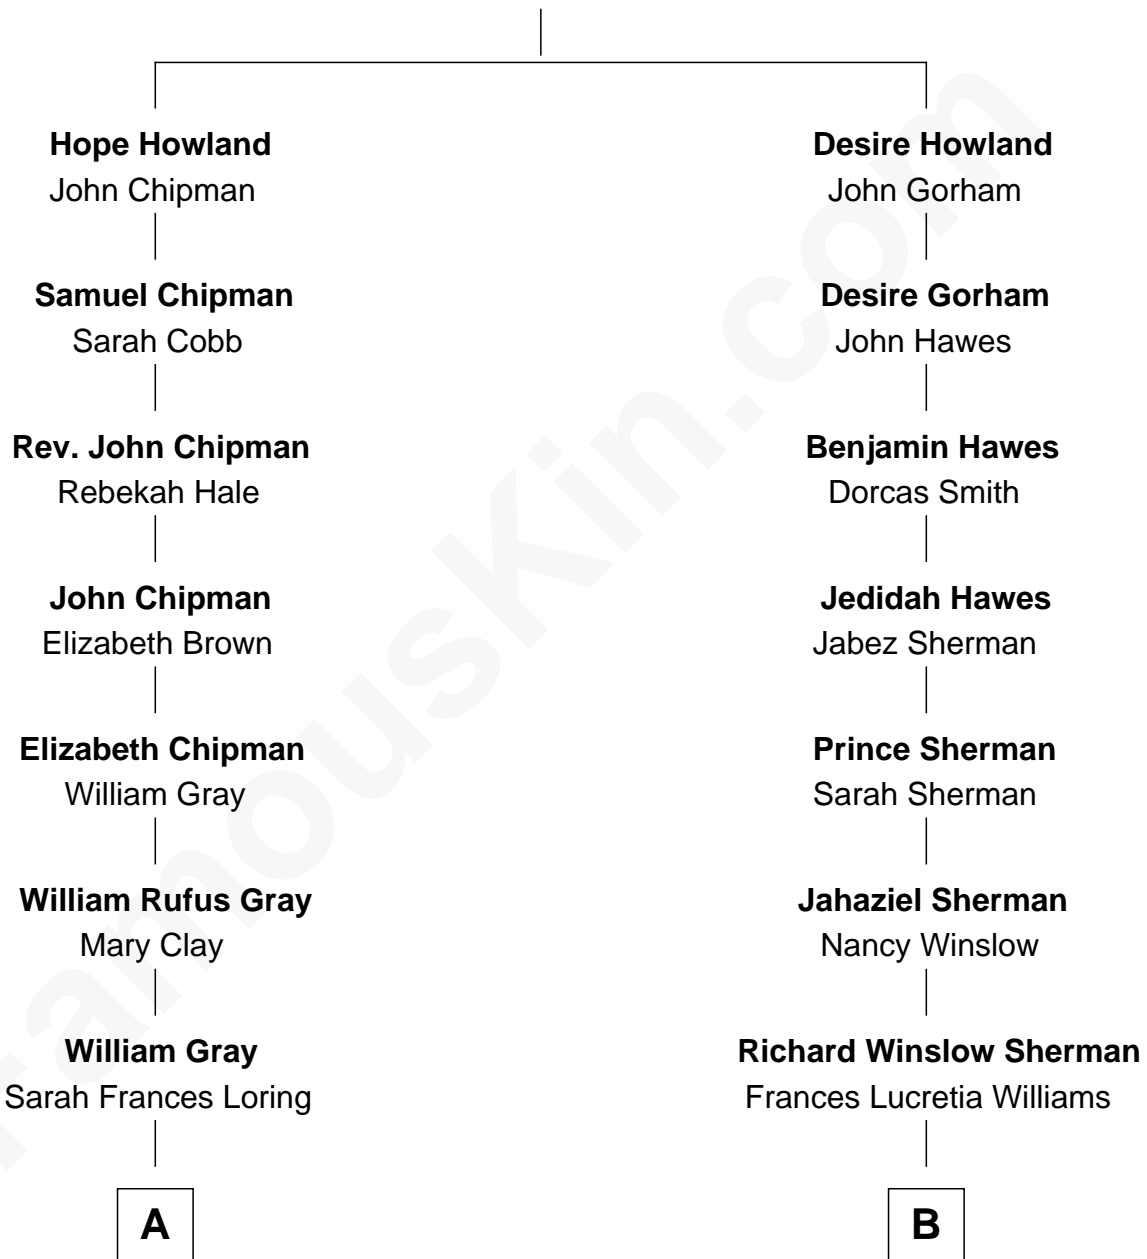 Hope Howland
John Chipman
Samuel Chipman
Sarah Cobb
Rev. John Chipman
Rebekah Hale
John Chipman
Elizabeth Brown
Elizabeth Chipman
William Gray
William Rufus Gray
Mary Clay
William Gray
Sarah Frances Loring
A
Desire Howland
John Gorham
Desire Gorham
John Hawes
Benjamin Hawes
Dorcas Smith
Jedidah Hawes
Jabez Sherman
Prince Sherman
Sarah Sherman
Jahaziel Sherman
Nancy Winslow
Richard Winslow Sherman
Frances Lucretia Williams
B
FamousKin.com